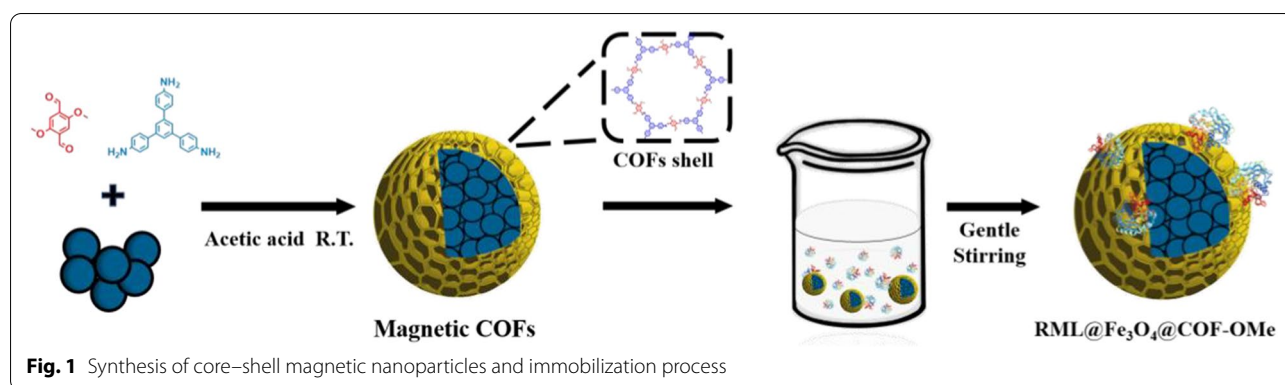 NH₂
O
O
O
O
H₂N
NH₂
+
Acetic acid R.T.
Magnetic COFs
COFs shell
Gentle
Stirring
RML@Fe₃O₄@COF-OMe
Fig. 1 Synthesis of core–shell magnetic nanoparticles and immobilization process